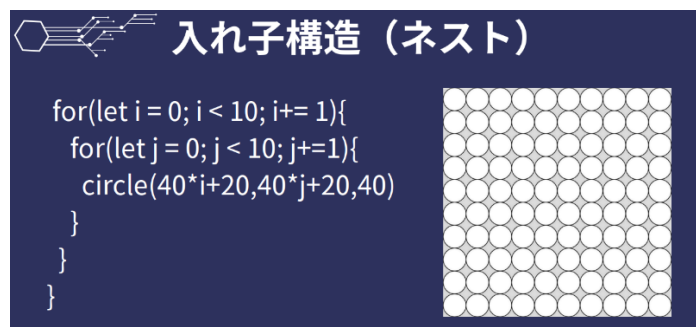 入れ子構造（ネスト）
for(let i = 0; i < 10; i+= 1){
for(let j = 0; j < 10; j+=1){
circle(40*i+20,40*j+20,40)
}
}
}